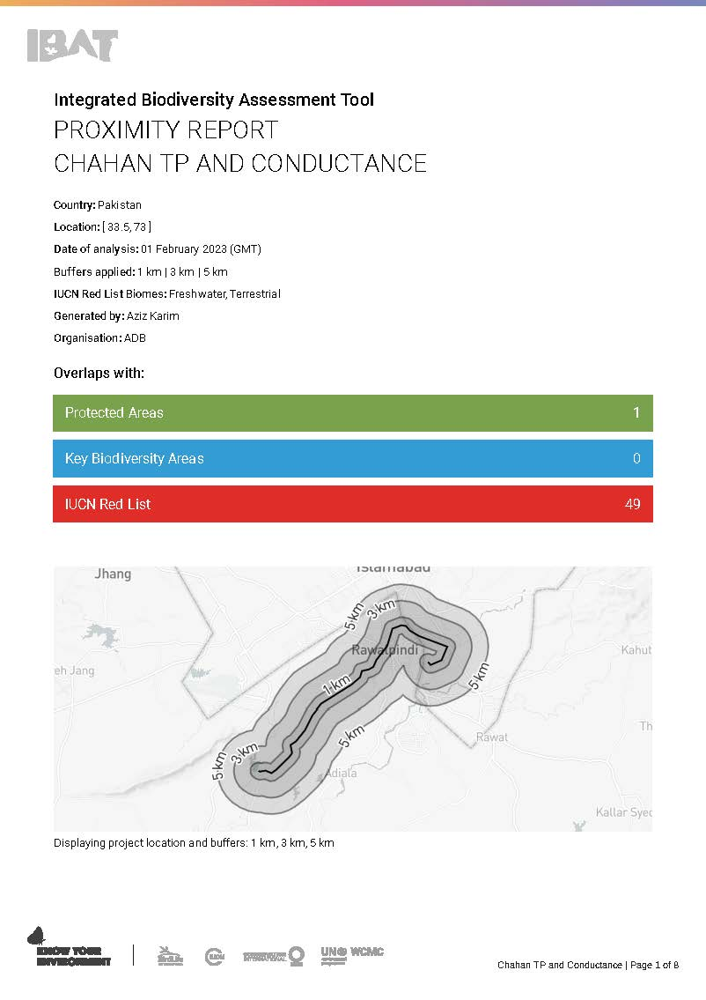 IBAT
Integrated Biodiversity Assessment Tool
PROXIMITY REPORT
CHAHAN TP AND CONDUCTANCE
Country: Pakistan
Location: [ 33.5, 73 ]
Date of analysis: 01 February 2023 (GMT)
Buffers applied: 1 km | 3 km | 5 km
IUCN Red List Biomes: Freshwater, Terrestrial
Generated by: Aziz Karim
Organisation: ADB
Overlaps with:
Protected Areas 1
Key Biodiversity Areas 0
IUCN Red List 49
Jhang
Islamabad
5 km
3 km
Rawalpindi
Kahut
eh Jang
1 km
5 km
Th
5 km
Rawat
3 km
5 km
Adiala
Kallar Syed
Displaying project location and buffers: 1 km, 3 km, 5 km
KNOW YOUR
ENVIRONMENT
BirdLife
IUCN
CONSERVATION
INTERNATIONAL
UN WCMC
Chahan TP and Conductance | Page 1 of 8